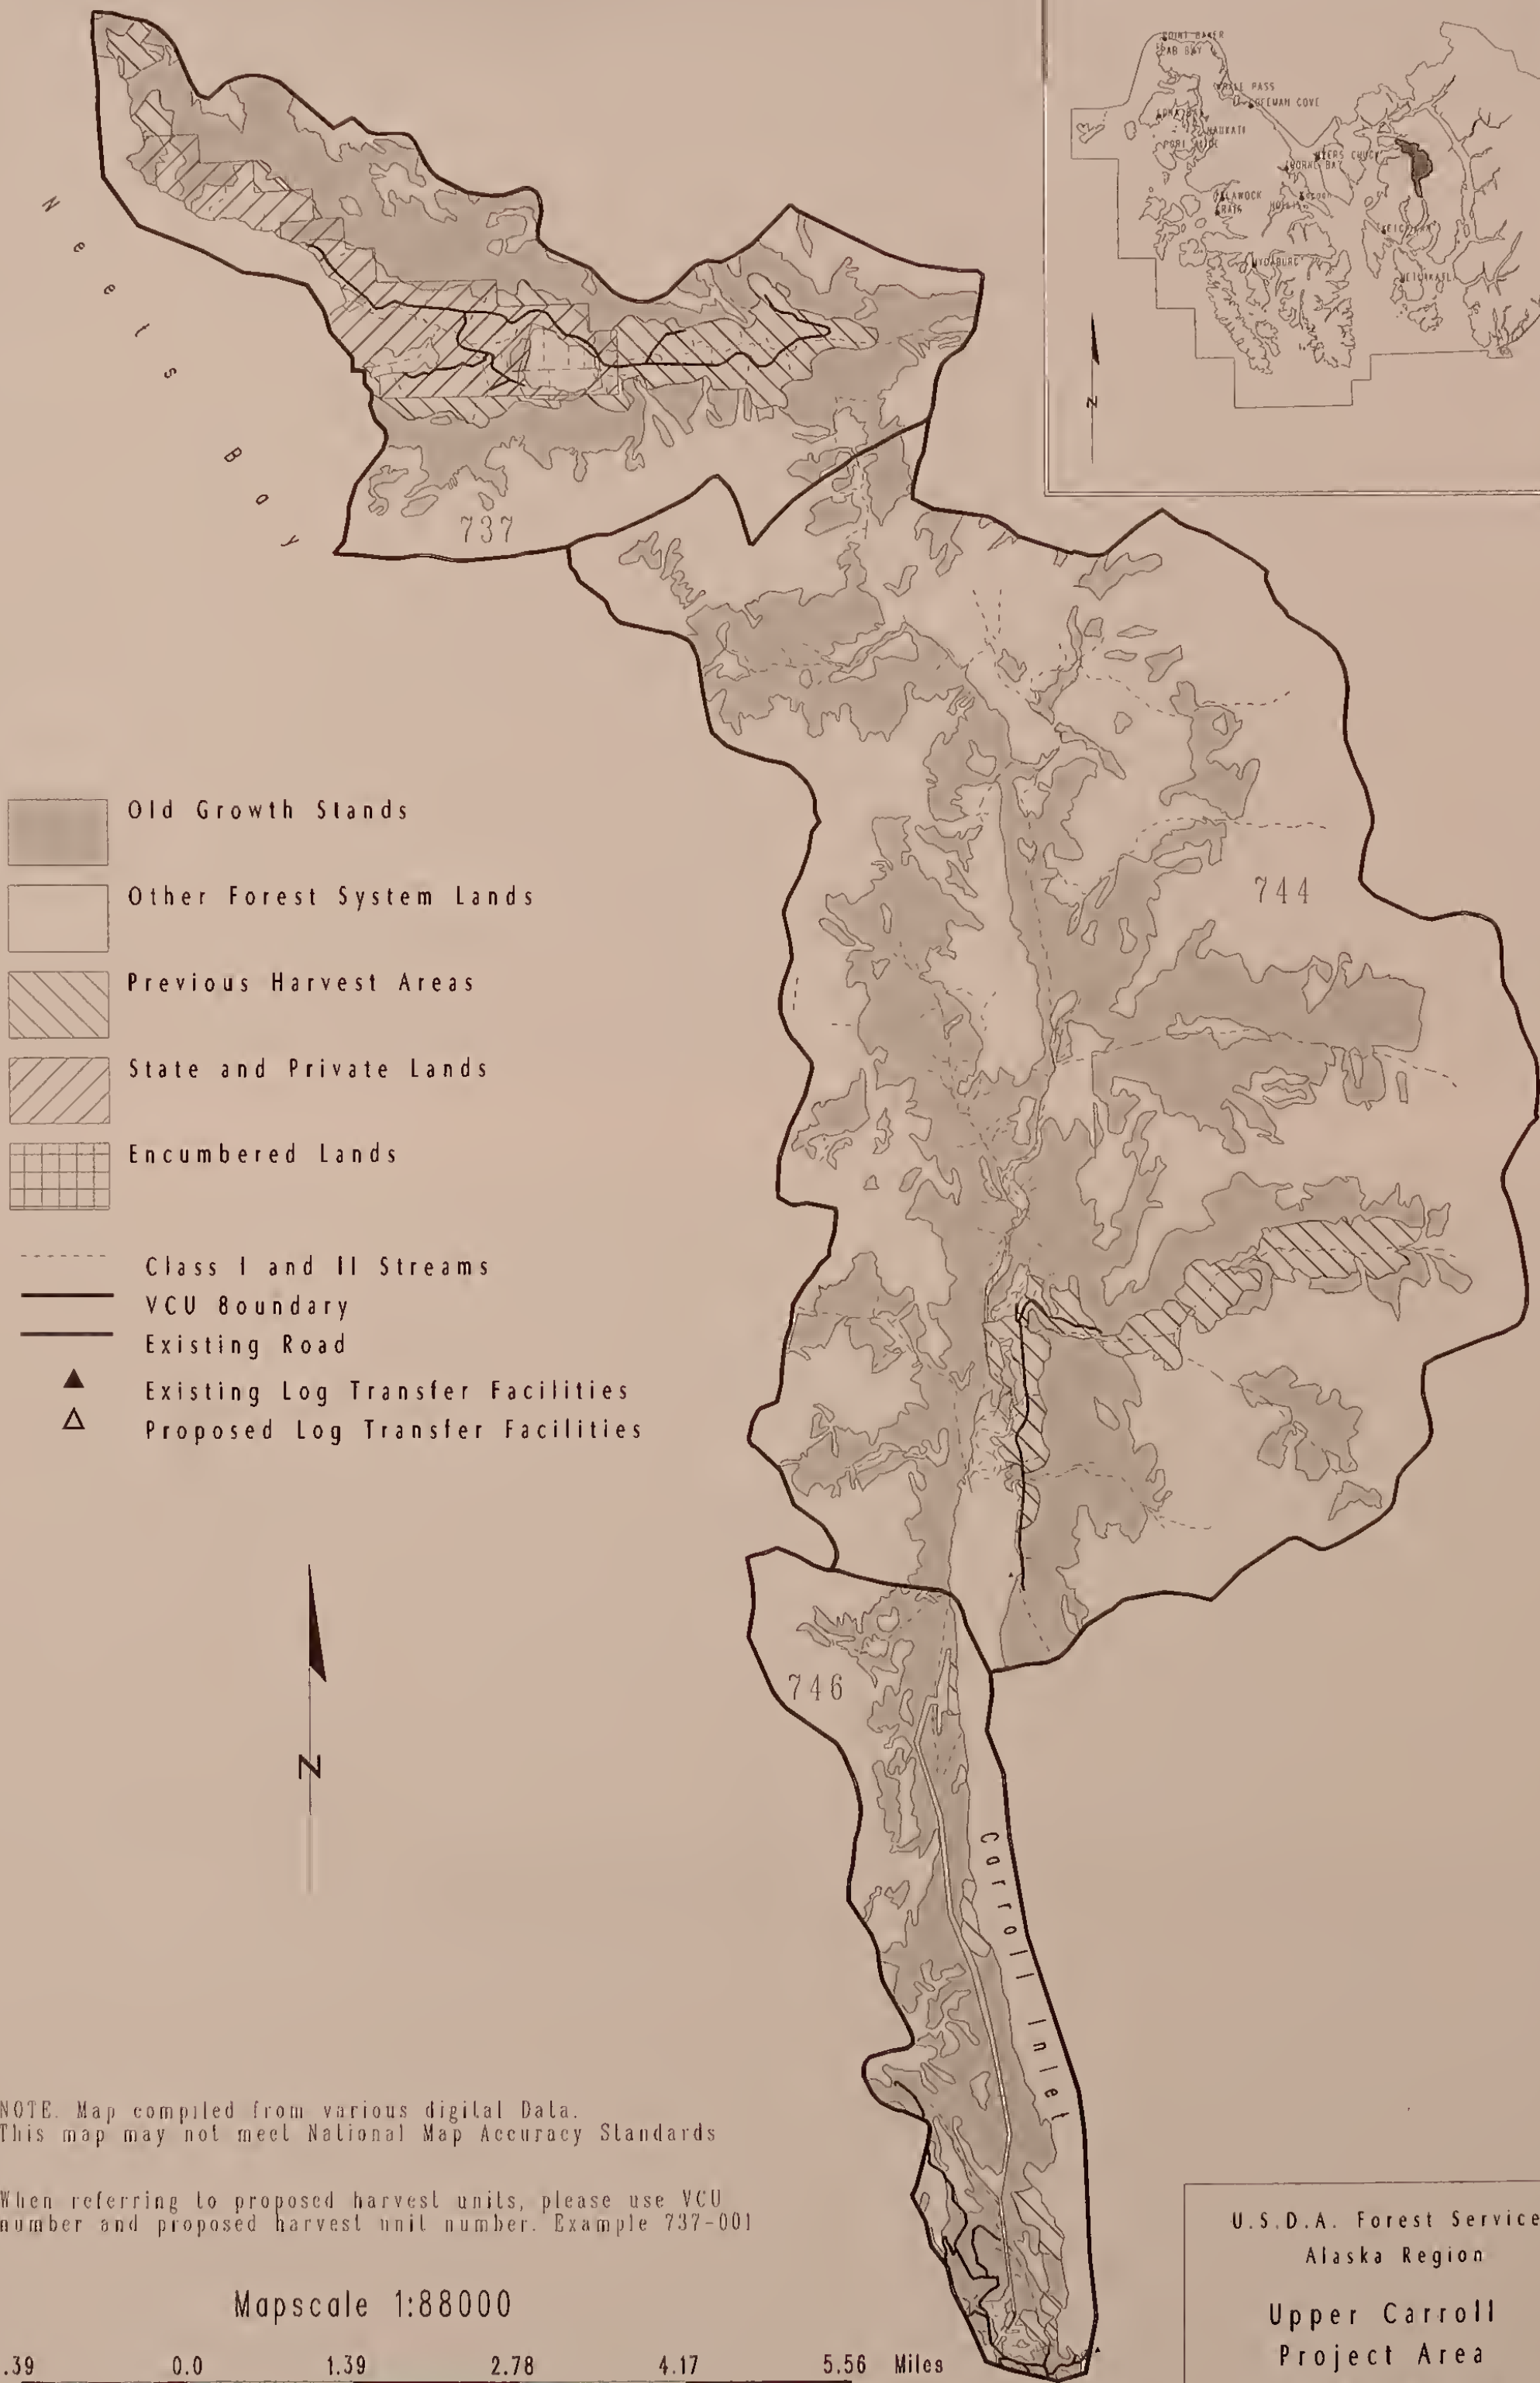 POINT BAKER
COFFMAN COVE
NAUKATI
MEYERS CHUCK
CRAIG
HYDABURG
Neets Bay
737
Old Growth Stands
Other Forest System Lands
Previous Harvest Areas
State and Private Lands
Encumbered Lands
Class I and II Streams
VCU Boundary
Existing Road
Existing Log Transfer Facilities
Proposed Log Transfer Facilities
744
N
N
746
Carroll Inlet
NOTE. Map compiled from various digital Data.
This map may not meet National Map Accuracy Standards
When referring to proposed harvest units, please use VCU
number and proposed harvest unit number. Example 737-001
Mapscale 1:88000
.39 0.0 1.39 2.78 4.17 5.56 Miles
U.S.D.A. Forest Service
Alaska Region
Upper Carroll
Project Area